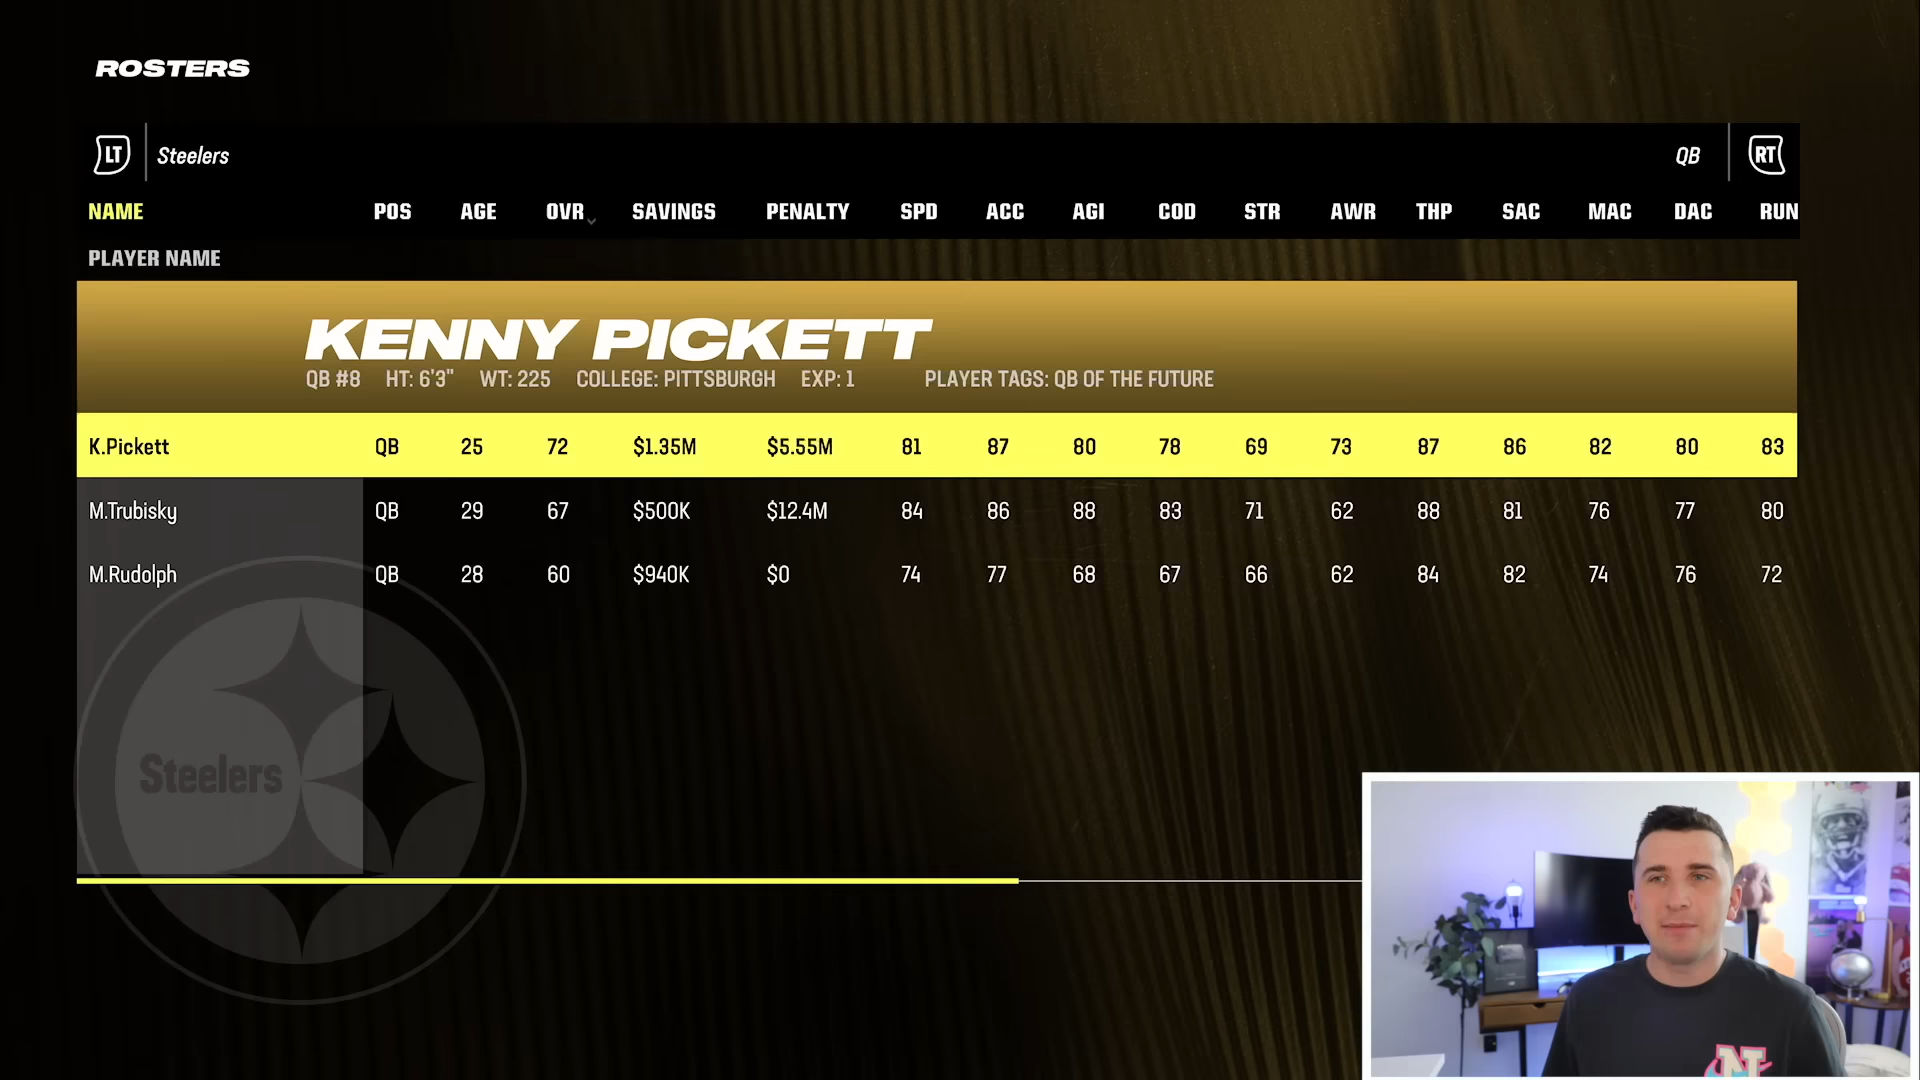 ROSTERS
LT Steelers QB RT
NAME POS AGE OVR SAVINGS PENALTY SPD ACC AGI COD STR AWR THP SAC MAC DAC RUN
PLAYER NAME
KENNY PICKETT
QB #8 HT: 6'3" WT: 225 COLLEGE: PITTSBURGH EXP: 1 PLAYER TAGS: QB OF THE FUTURE
K.Pickett QB 25 72 $1.35M $5.55M 81 87 80 78 69 73 87 86 82 80 83
M.Trubisky QB 29 67 $500K $12.4M 84 86 88 83 71 62 88 81 76 77 80
M.Rudolph QB 28 60 $940K $0 74 77 68 67 66 62 84 82 74 76 72
Steelers
N